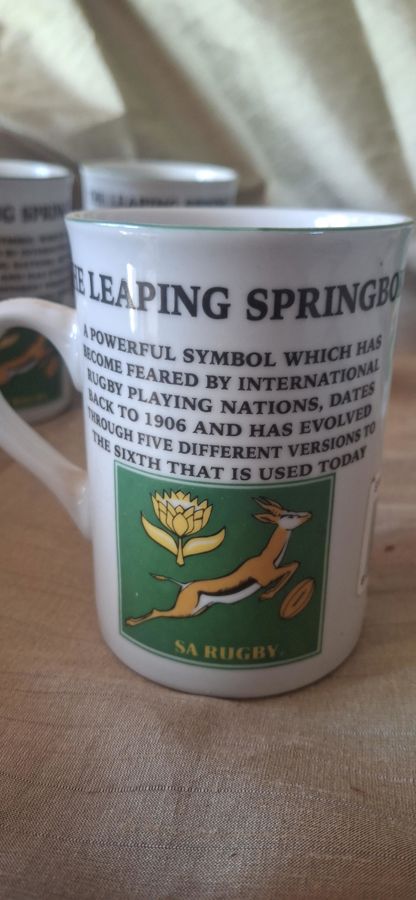 THE LEAPING SPRINGBO
A POWERFUL SYMBOL WHICH HAS
BECOME FEARED BY INTERNATIONAL
RUGBY PLAYING NATIONS, DATES
BACK TO 1906 AND HAS EVOLVED
THROUGH FIVE DIFFERENT VERSIONS TO
THE SIXTH THAT IS USED TODAY
SA RUGBY